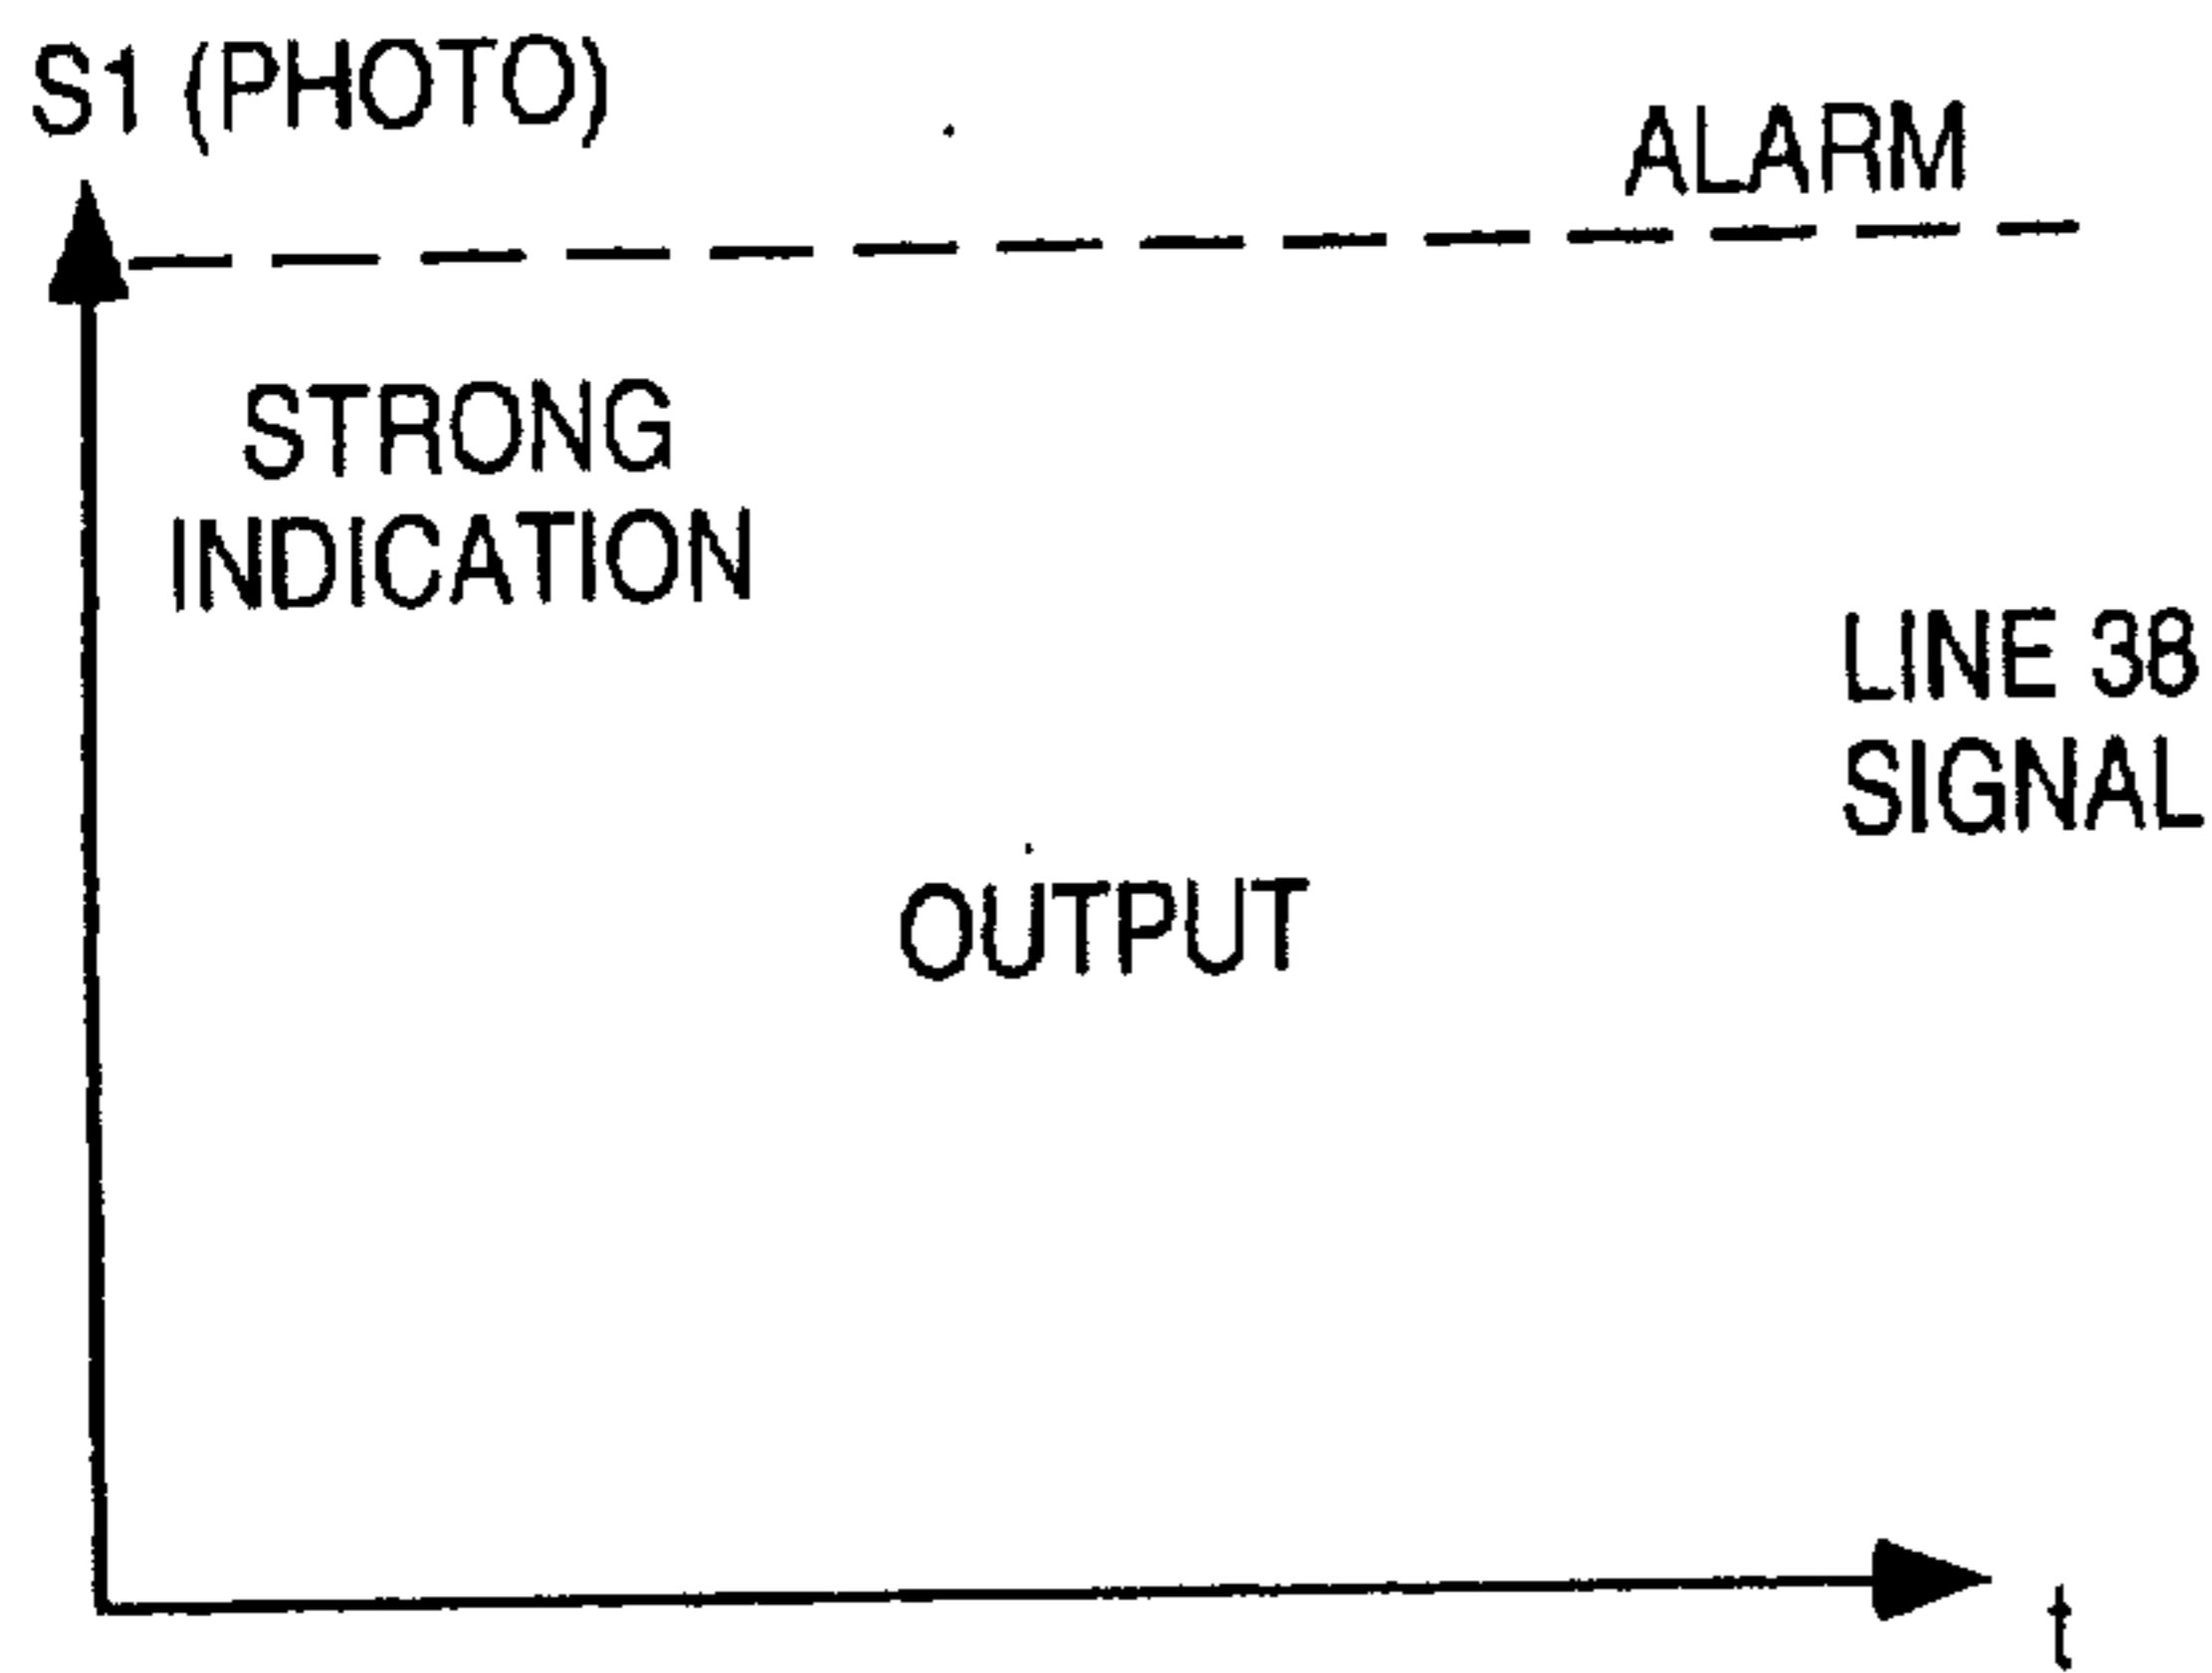 S1 (PHOTO)
ALARM
STRONG
INDICATION
LINE 38
SIGNAL
OUTPUT
t